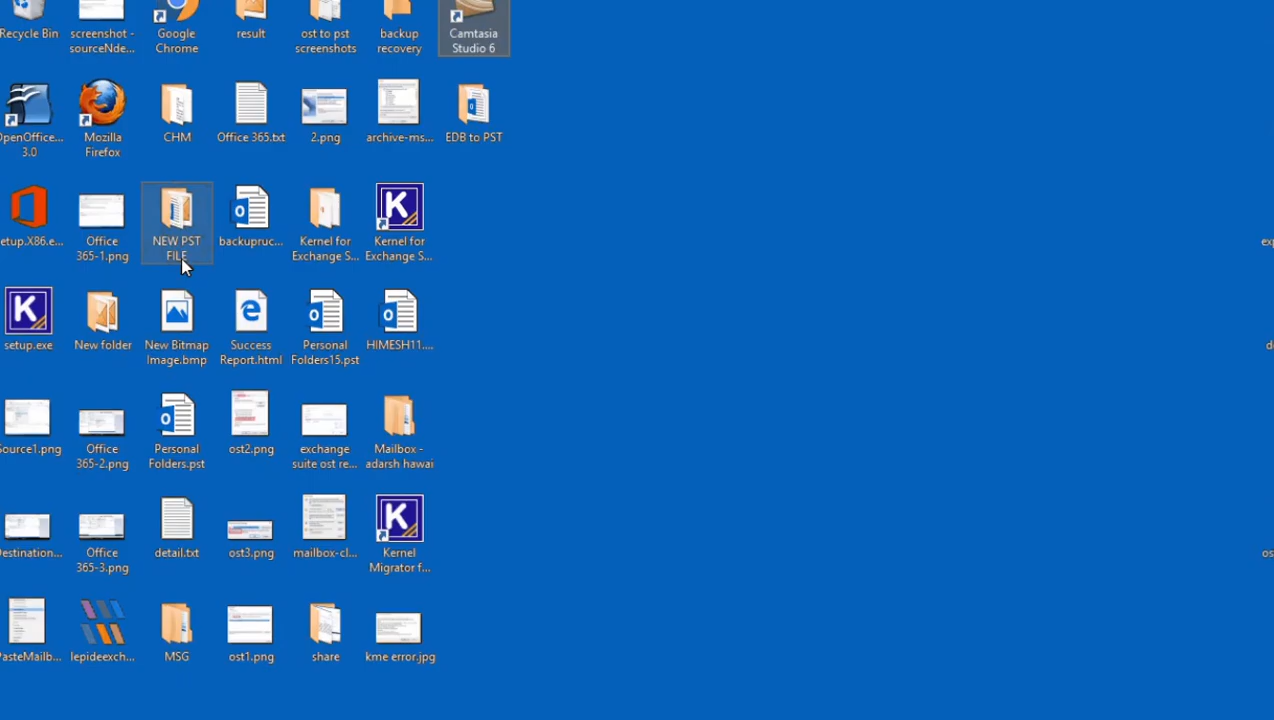 Recycle Bin
screenshot -
sourceNde...
Google
Chrome
result
ost to pst
screenshots
backup
recovery
Camtasia
Studio 6
OpenOffice...
3.0
Mozilla
Firefox
CHM
Office 365.txt
2.png
archive-ms...
EDB to PST
etup.X86.e...
Office
365-1.png
NEW PST
FILE
backupruc...
Kernel for
Exchange S...
Kernel for
Exchange S...
setup.exe
New folder
New Bitmap
Image.bmp
Success
Report.html
Personal
Folders15.pst
HIMESH11....
Source1.png
Office
365-2.png
Personal
Folders.pst
ost2.png
exchange
suite ost re...
Mailbox -
adarsh hawai
Destination...
Office
365-3.png
detail.txt
ost3.png
mailbox-cl...
Kernel
Migrator f...
PasteMailb...
lepideexch...
MSG
ost1.png
share
kme error.jpg